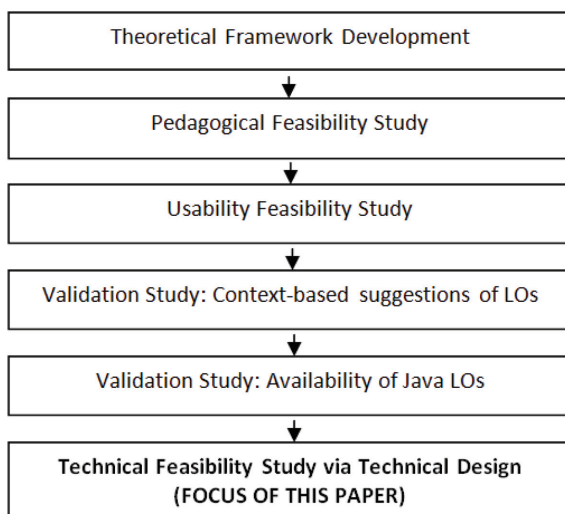 Theoretical Framework Development
Pedagogical Feasibility Study
Usability Feasibility Study
Validation Study: Context-based suggestions of LOs
Validation Study: Availability of Java LOs
Technical Feasibility Study via Technical Design
(FOCUS OF THIS PAPER)